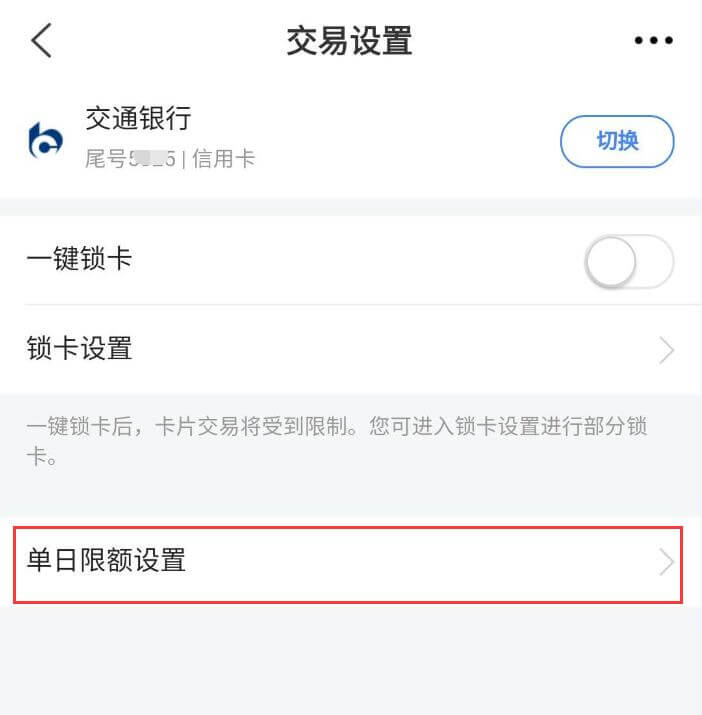 交易设置
交通银行
切换
尾号5 25 | 信用卡
一键锁卡
锁卡设置
一键锁卡后，卡片交易将受到限制。您可进入锁卡设置进行部分锁
卡。
单日限额设置